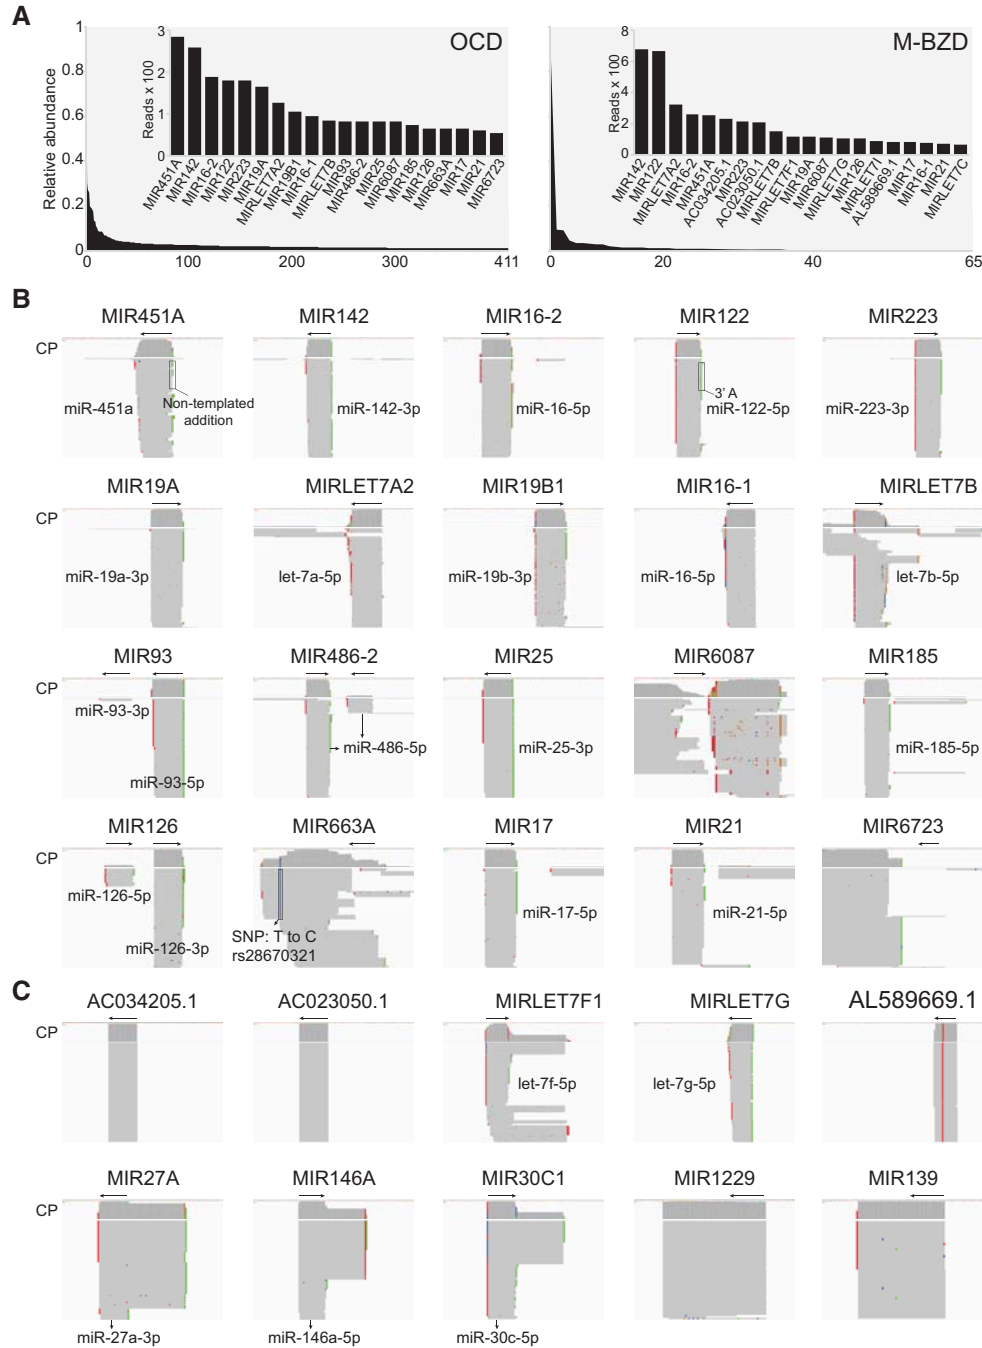 A
OCD
M-BZD
Relative abundance
1
0.8
0.6
0.4
0.2
0
0
100
200
300
411
Reads x 100
3
2
1
0
MIR451A
MIR142
MIR16-2
MIR122
MIR223
MIR19A
MIRLET7A2
MIR19B1
MIR16-1
MIRLET7B
MIR93
MIR486-2
MIR25
MIR6087
MIR185
MIR126
MIR663A
MIR17
MIR21
MIR6723
Reads x 100
8
6
4
2
0
MIR142
MIR122
MIRLET7A2
MIR16-2
MIR451A
AC034205.1
MIR223
AC023050.1
MIRLET7B
MIRLET7F1
MIR19A
MIR6087
MIRLET7G
MIR126
MIRLET7I
AL589669.1
MIR17
MIR16-1
MIR21
MIRLET7C
0
20
40
65
B
MIR451A
MIR142
MIR16-2
MIR122
MIR223
CP
miR-451a
Non-templated
addition
miR-142-3p
miR-16-5p
3' A
miR-122-5p
miR-223-3p
MIR19A
MIRLET7A2
MIR19B1
MIR16-1
MIRLET7B
CP
miR-19a-3p
let-7a-5p
miR-19b-3p
miR-16-5p
let-7b-5p
MIR93
MIR486-2
MIR25
MIR6087
MIR185
CP
miR-93-3p
miR-93-5p
miR-486-5p
miR-25-3p
miR-185-5p
MIR126
MIR663A
MIR17
MIR21
MIR6723
CP
miR-126-5p
miR-126-3p
SNP: T to C
rs28670321
miR-17-5p
miR-21-5p
C
AC034205.1
AC023050.1
MIRLET7F1
MIRLET7G
AL589669.1
CP
let-7f-5p
let-7g-5p
MIR27A
MIR146A
MIR30C1
MIR1229
MIR139
CP
miR-27a-3p
miR-146a-5p
miR-30c-5p